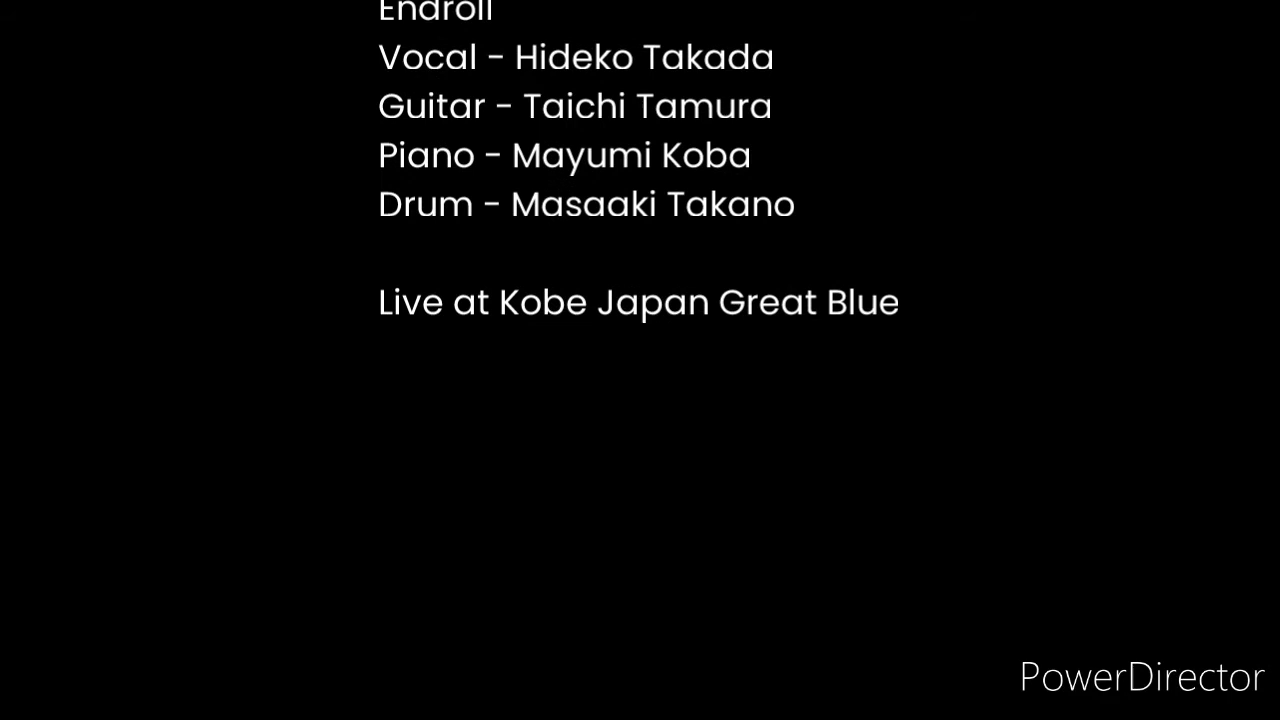 Endroll
Vocal - Hideko Takada
Guitar - Taichi Tamura
Piano - Mayumi Koba
Drum - Masaaki Takano
Live at Kobe Japan Great Blue
PowerDirector